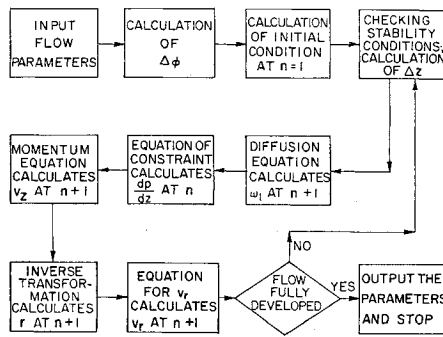 INPUT
FLOW
PARAMETERS
CALCULATION
OF
Δϕ
CALCULATION
OF INITIAL
CONDITION
AT n=1
CHECKING
STABILITY
CONDITIONS;
CALCULATION
OF Δz
MOMENTUM
EQUATION
CALCULATES
v_z AT n+1
EQUATION OF
CONSTRAINT
CALCULATES
dp/dz AT n
DIFFUSION
EQUATION
CALCULATES
ω_i AT n+1
INVERSE
TRANSFOR-
MATION
CALCULATES
r AT n+1
EQUATION
FOR v_r
CALCULATES
v_r AT n+1
FLOW
FULLY
DEVELOPED
NO
YES
OUTPUT THE
PARAMETERS
AND STOP